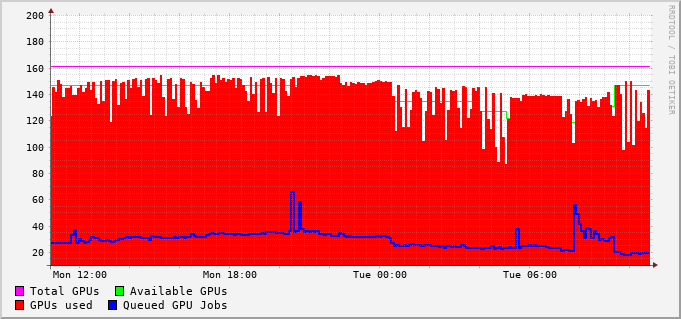 200
180
160
140
120
100
80
60
40
20
Mon 12:00 Mon 18:00 Tue 00:00 Tue 06:00
Total GPUs Available GPUs
GPUs used Queued GPU Jobs
RRDTOOL / TOBI OETIKER